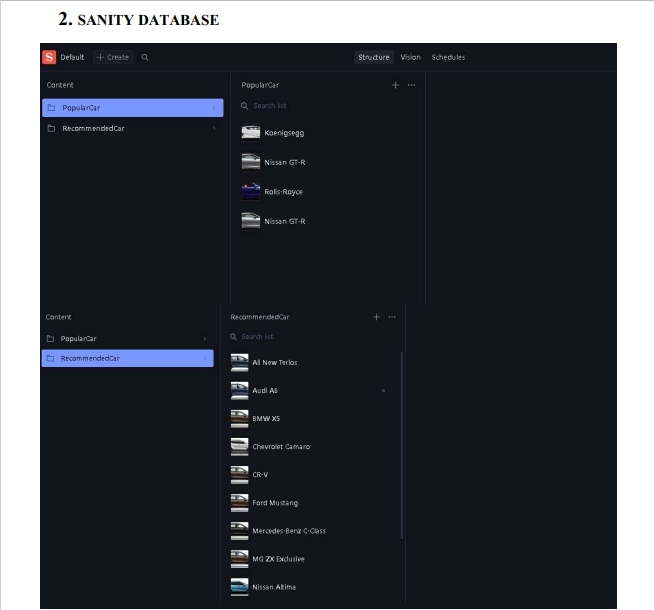 2. SANITY DATABASE
S Default + Create Structure Vision Schedules
Content PopularCar + ...
PopularCar
Search list
RecommendedCar
Koenigsegg
Nissan GT-R
Rolls-Royce
Nissan GT-R
Content RecommendedCar + ...
PopularCar
Search list
RecommendedCar
All New Terios
Audi A6
BMW X5
Chevrolet Camaro
CR-V
Ford Mustang
Mercedes-Benz C-Class
MG ZX Exclusive
Nissan Altima